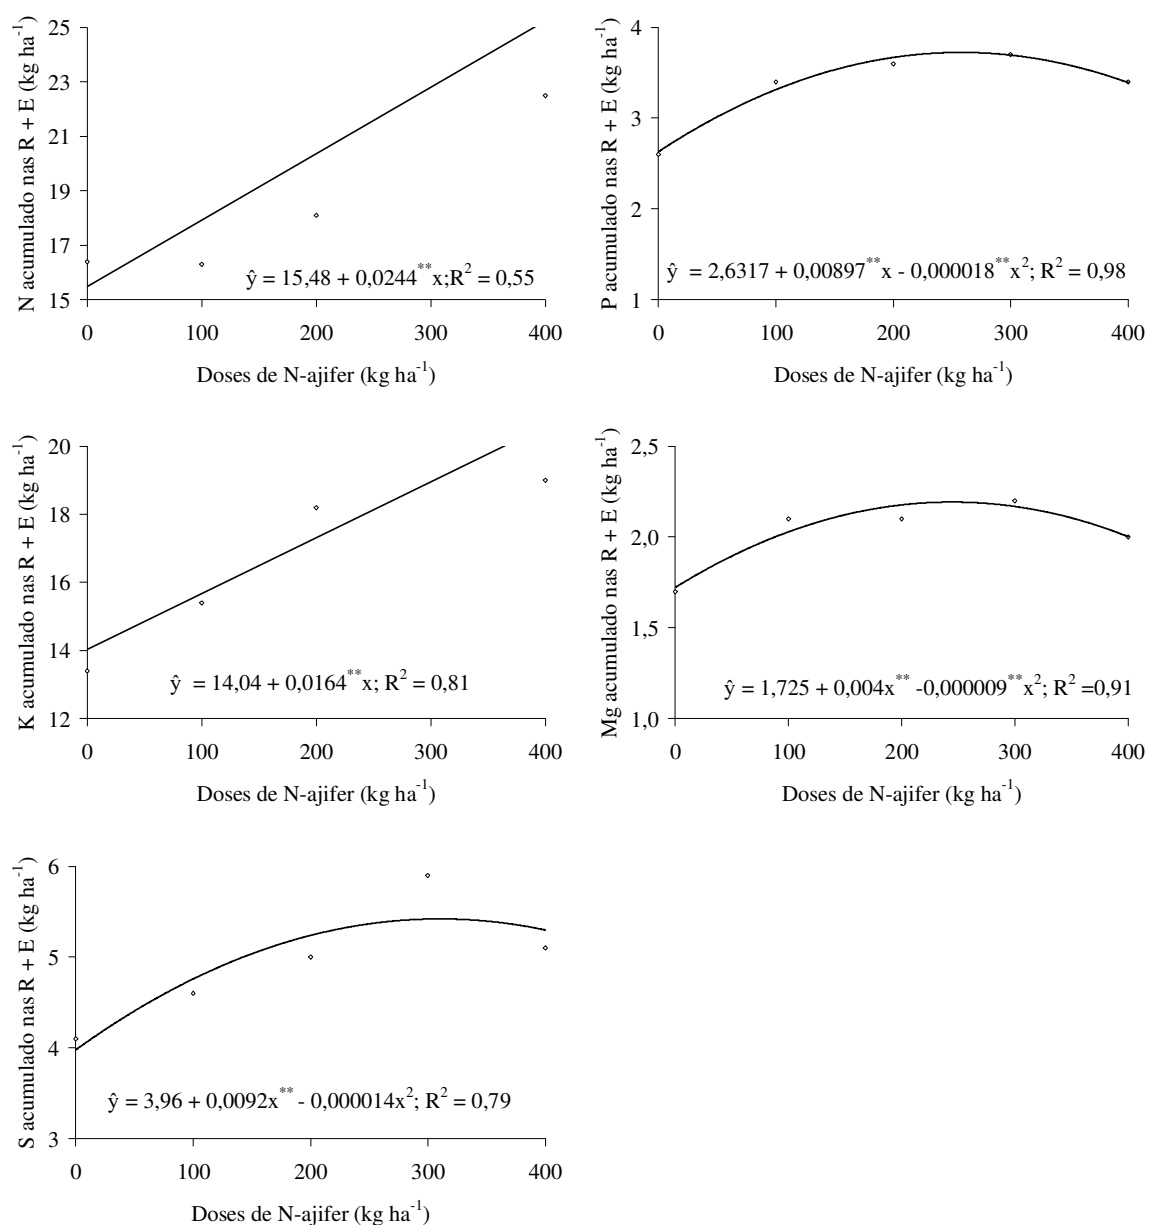 N acumulado nas R + E (kg ha⁻¹)
25
23
21
19
17
15
ŷ = 15,48 + 0,0244**x;R² = 0,55
0 100 200 300 400
Doses de N-ajifer (kg ha⁻¹)
P acumulado nas R + E (kg ha⁻¹)
4
3
2
1
ŷ = 2,6317 + 0,00897**x - 0,000018**x²; R² = 0,98
0 100 200 300 400
Doses de N-ajifer (kg ha⁻¹)
K acumulado nas R + E (kg ha⁻¹)
20
18
16
14
12
ŷ = 14,04 + 0,0164**x; R² = 0,81
0 100 200 300 400
Doses de N-ajifer (kg ha⁻¹)
Mg acumulado nas R + E (kg ha⁻¹)
2,5
2,0
1,5
1,0
ŷ = 1,725 + 0,004x** -0,000009**x²; R² =0,91
0 100 200 300 400
Doses de N-ajifer (kg ha⁻¹)
S acumulado nas R + E (kg ha⁻¹)
6
5
4
3
ŷ = 3,96 + 0,0092x** - 0,000014x²; R² = 0,79
0 100 200 300 400
Doses de N-ajifer (kg ha⁻¹)